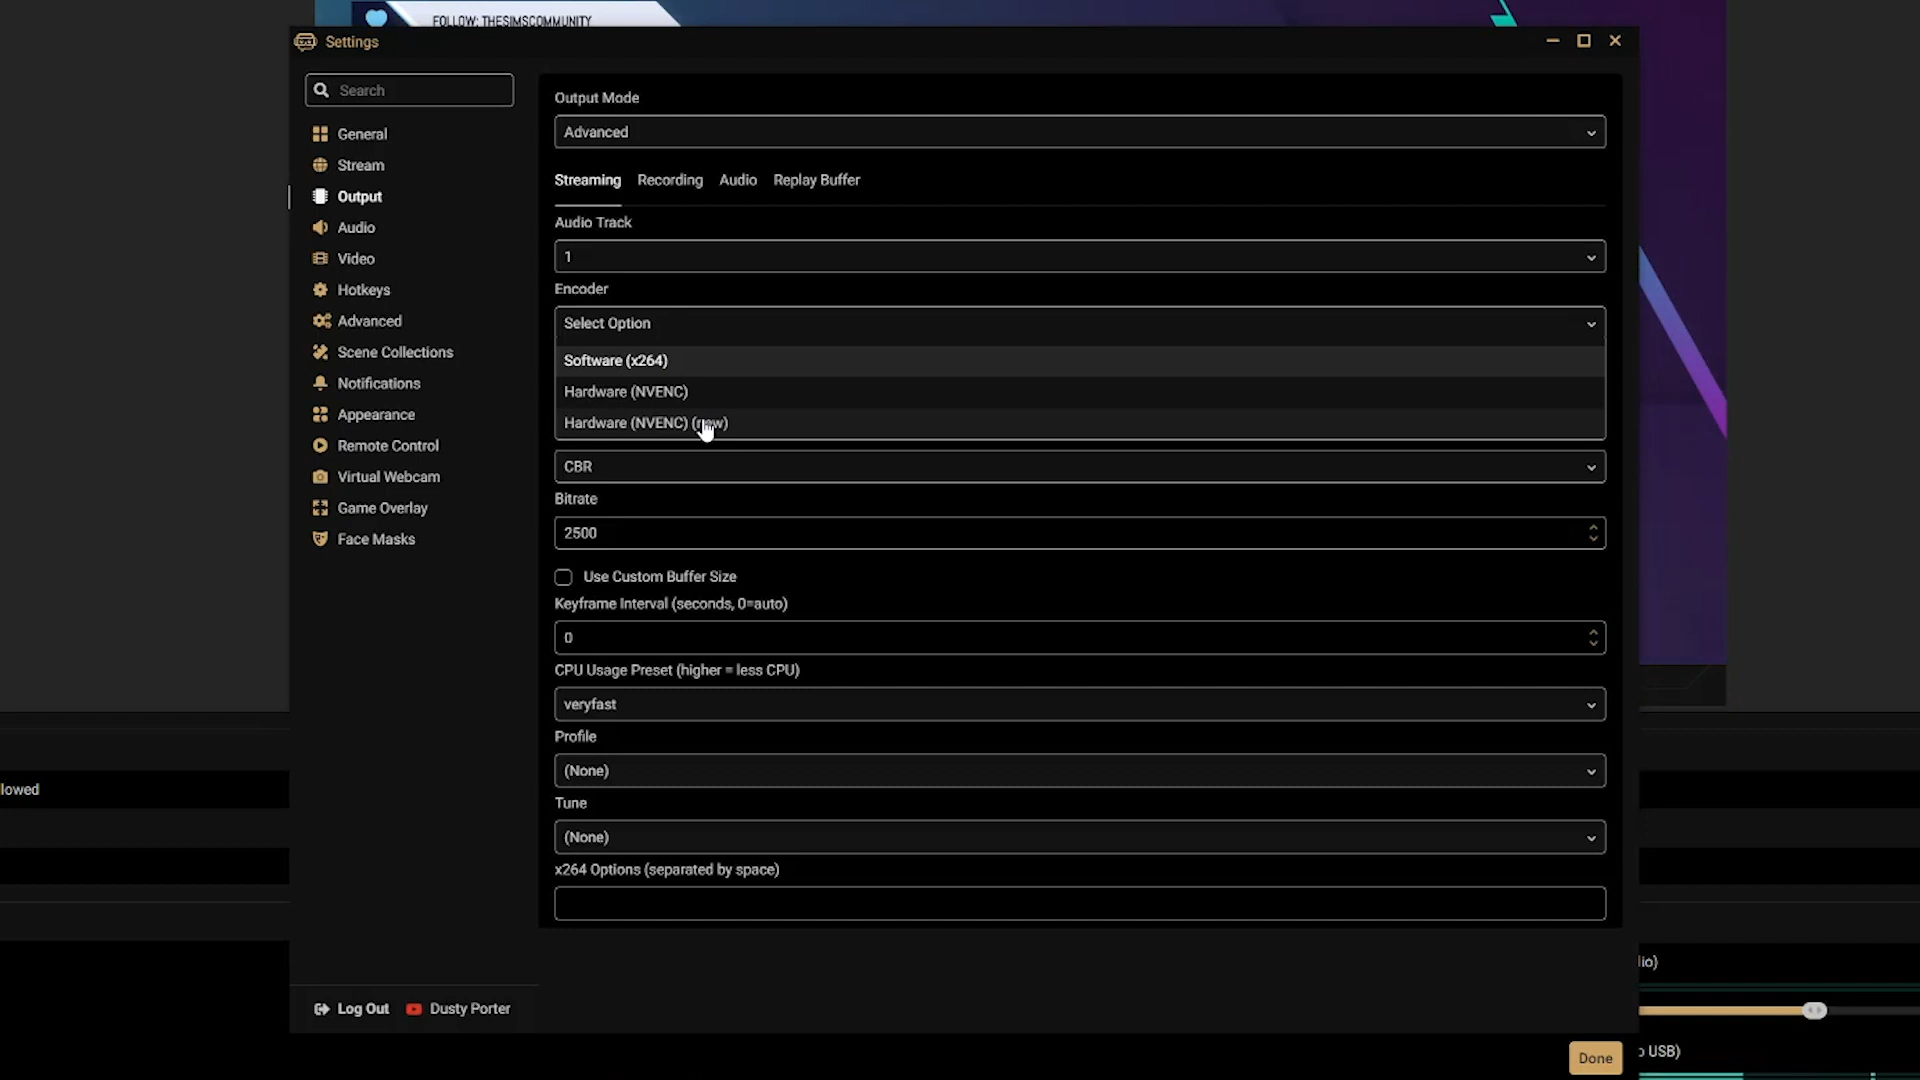 FOLLOW: THESIMSCOMMUNITY
Settings
Search
General
Stream
Output
Audio
Video
Hotkeys
Advanced
Scene Collections
Notifications
Appearance
Remote Control
Virtual Webcam
Game Overlay
Face Masks
Log Out Dusty Porter
Output Mode
Advanced
Streaming Recording Audio Replay Buffer
Audio Track
1
Encoder
Select Option
Software (x264)
Hardware (NVENC)
Hardware (NVENC) (new)
CBR
Bitrate
2500
Use Custom Buffer Size
Keyframe Interval (seconds, 0=auto)
0
CPU Usage Preset (higher = less CPU)
veryfast
Profile
(None)
Tune
(None)
x264 Options (separated by space)
Done
lowed
lio)
USB)